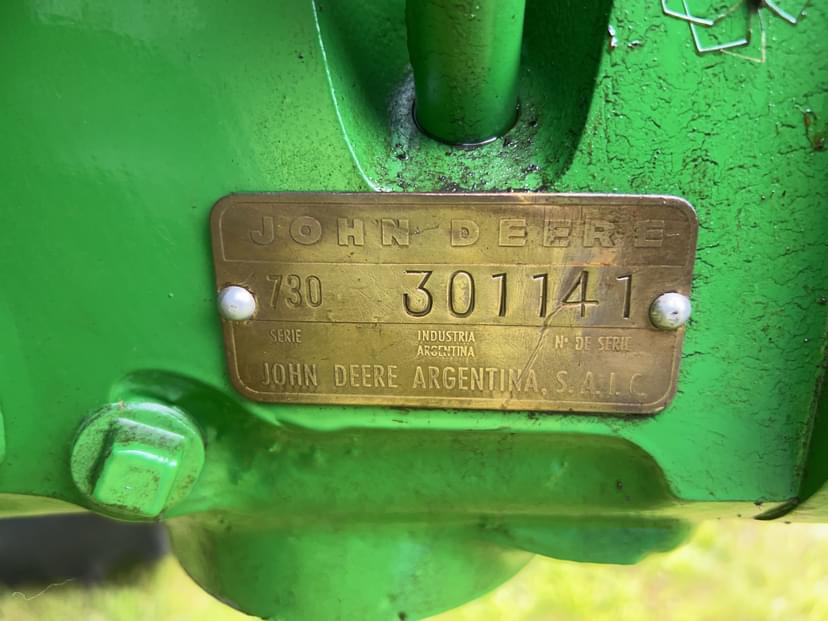 JOHN DEERE
730 301141
SERIE INDUSTRIA ARGENTINA Nº DE SERIE
JOHN DEERE ARGENTINA, S.A.I.C.